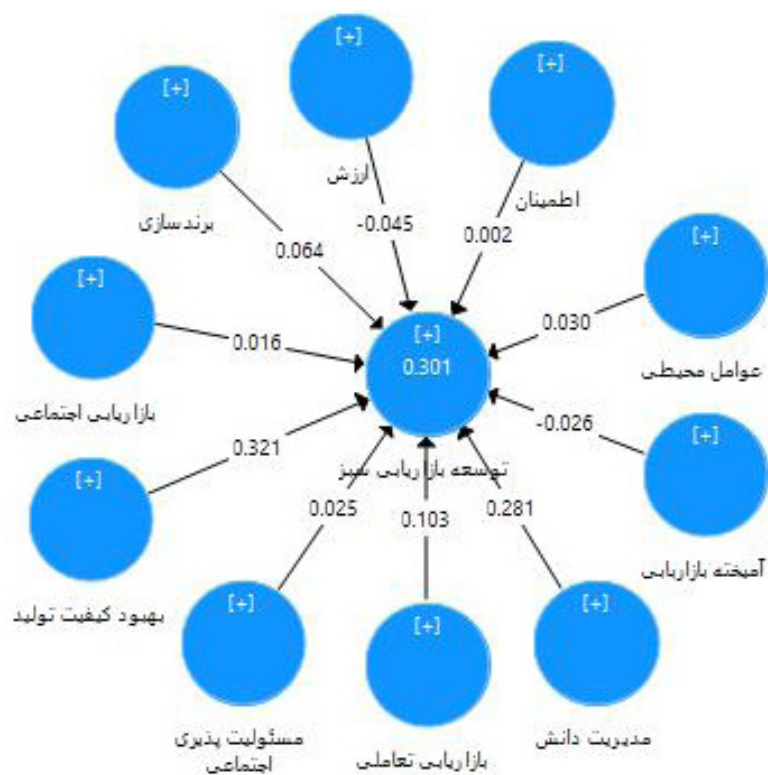 [+]
ارزش
-0.045
[+]
اطمینان
0.002
[+]
برندسازی
0.064
[+]
عوامل محیطی
0.030
[+]
بازاریابی اجتماعی
0.016
[+]
0.301
توسعه بازاریابی سبز
[+]
آمیخته بازاریابی
-0.026
[+]
بهبود کیفیت تولید
0.321
[+]
مسئولیت پذیری
اجتماعی
0.025
[+]
بازاریابی تعاملی
0.103
[+]
مدیریت دانش
0.281